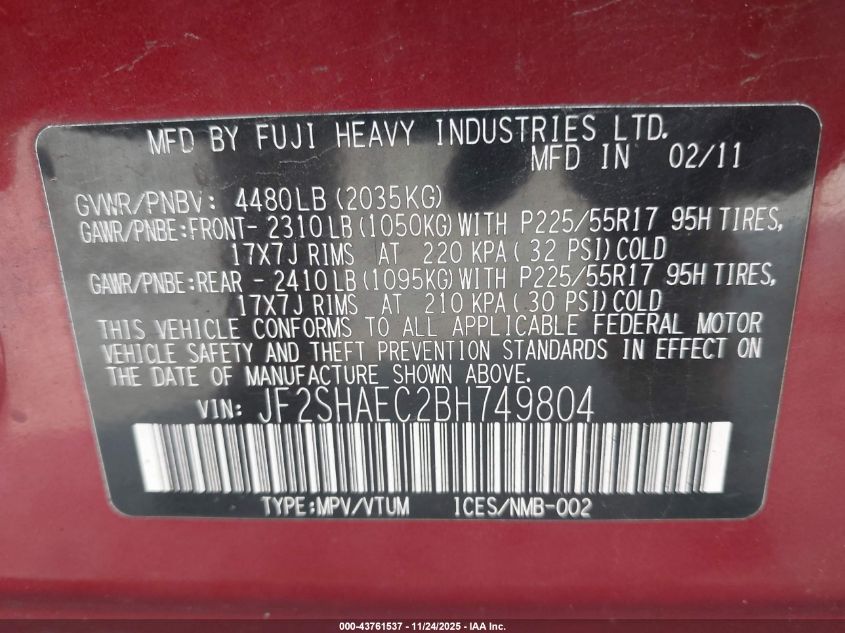 MFD BY FUJI HEAVY INDUSTRIES LTD.
MFD IN 02/11
GVWR/PNBV: 4480LB (2035KG)
GAWR/PNBE:FRONT- 2310LB (1050KG) WITH P225/55R17 95H TIRES,
17X7J RIMS AT 220 KPA ( 32 PSI) COLD
GAWR/PNBE:REAR - 2410LB (1095KG) WITH P225/55R17 95H TIRES,
17X7J RIMS AT 210 KPA ( 30 PSI) COLD
THIS VEHICLE CONFORMS TO ALL APPLICABLE FEDERAL MOTOR
VEHICLE SAFETY AND THEFT PREVENTION STANDARDS IN EFFECT ON
THE DATE OF MANUFACTURE SHOWN ABOVE.
VIN: JF2SHAEC2BH749804
TYPE:MPV/VTUM ICES/NMB-002
000-43761537 - 11/24/2025 - IAA Inc.